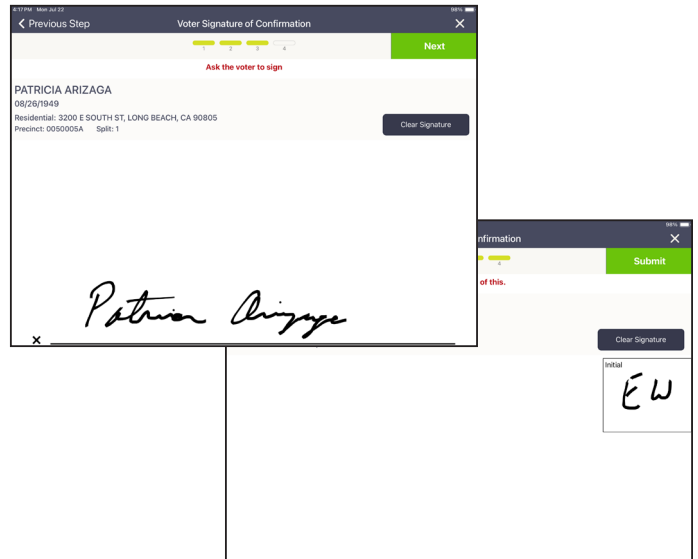 4:17 PM Mon Jul 22 98%
Previous Step Voter Signature of Confirmation
1 2 3 4 Next
Ask the voter to sign
PATRICIA ARIZAGA
08/26/1949
Residential: 3200 E SOUTH ST, LONG BEACH, CA 90805
Precinct: 0050005A Split: 1
Clear Signature
Patricia Arizaga
X
98%
nfirmation
4 Submit
of this.
Clear Signature
Initial
EW